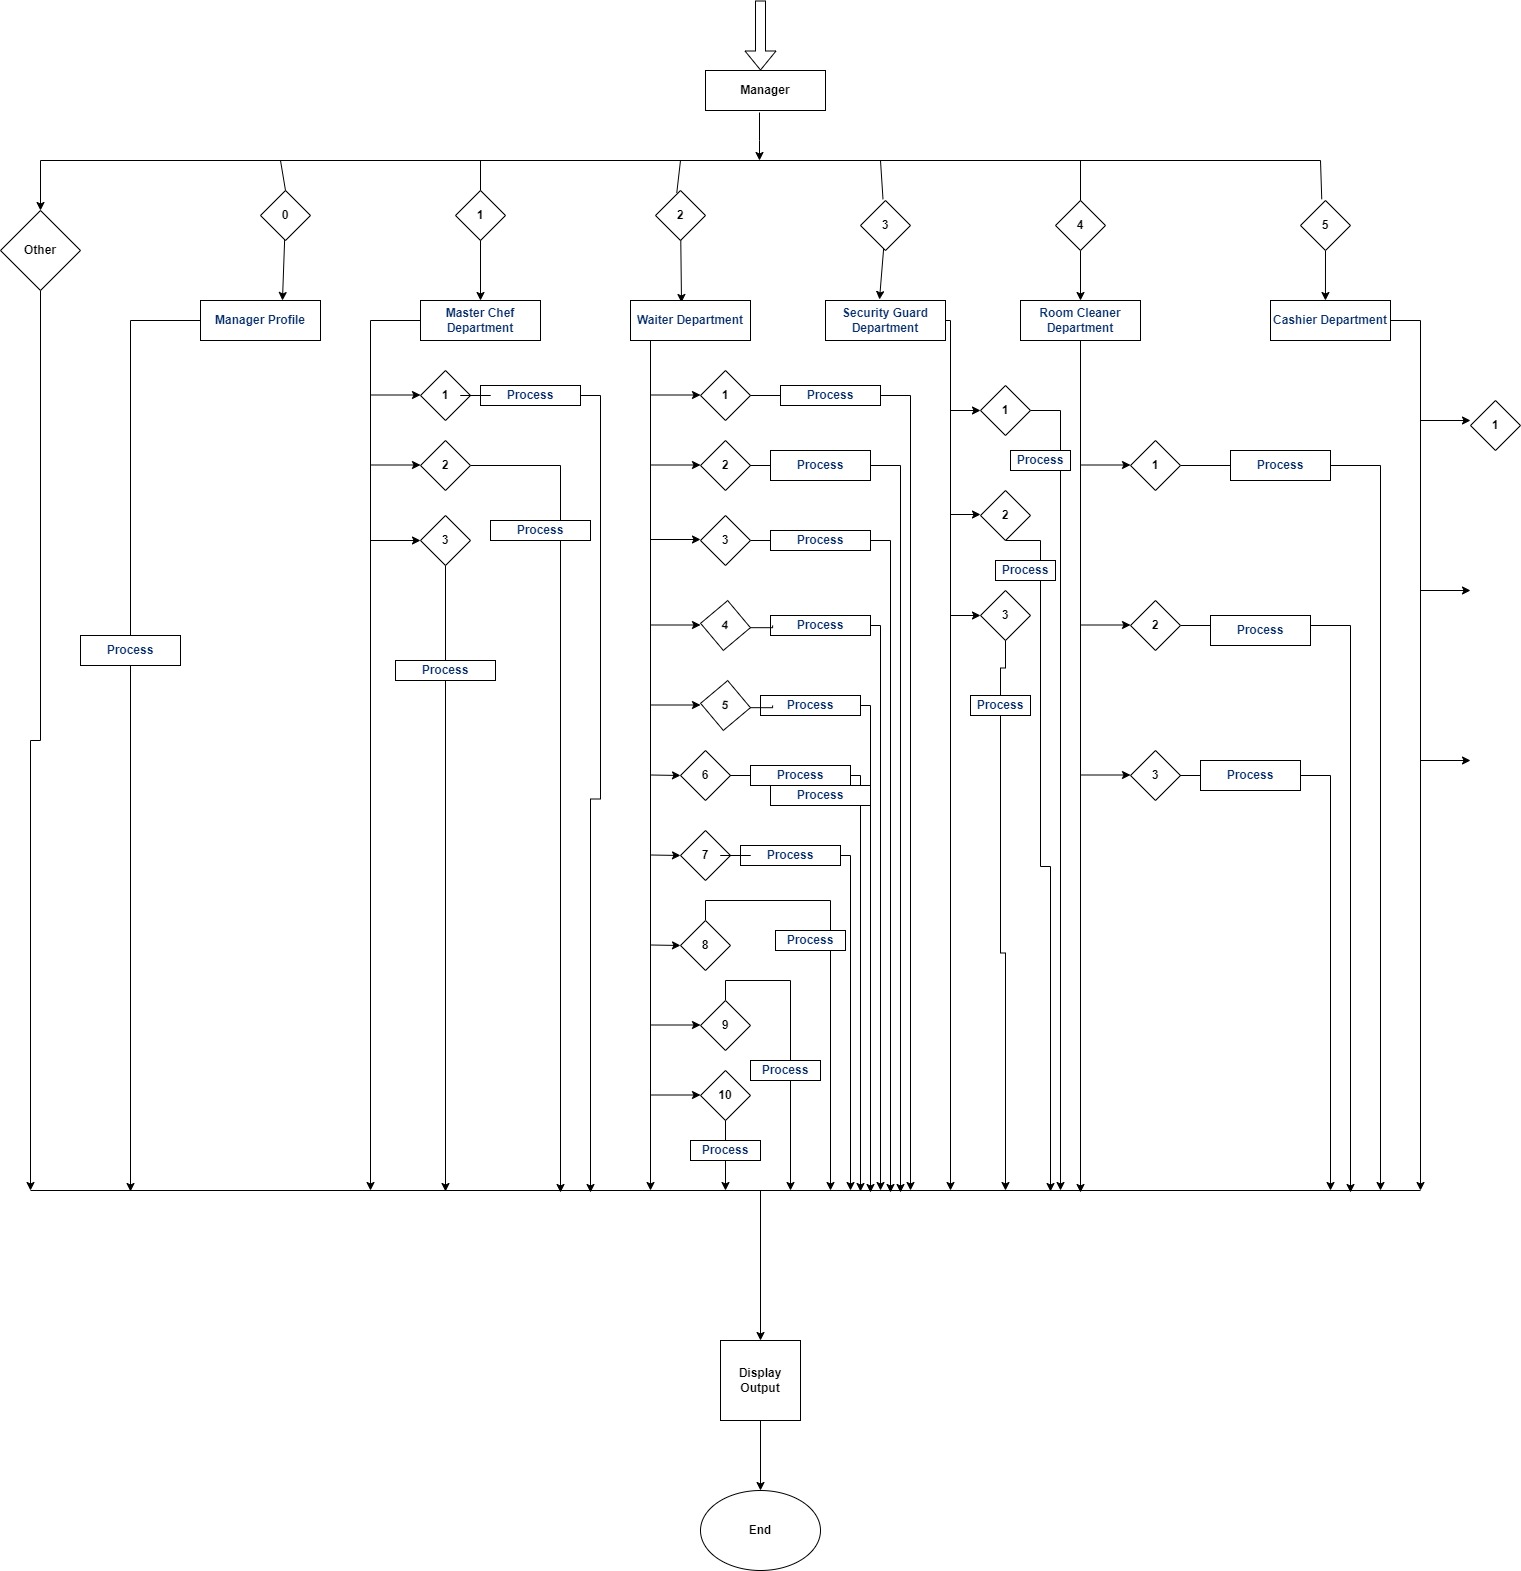 Manager
Other
0
1
2
3
4
5
Manager Profile
Master Chef
Department
Waiter Department
Security Guard
Department
Room Cleaner
Department
Cashier Department
1
Process
1
Process
1
1
Process
2
2
Process
1
Process
2
Process
3
3
Process
2
Process
4
Process
3
2
Process
Process
Process
5
Process
Process
6
Process
3
Process
Process
7
Process
8
Process
9
Process
10
Process
Display
Output
End